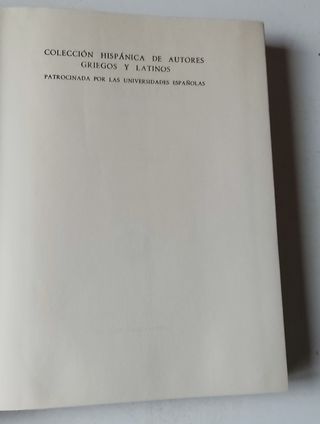 COLECCIÓN HISPÁNICA DE AUTORES
GRIEGOS Y LATINOS
PATROCINADA POR LAS UNIVERSIDADES ESPAÑOLAS